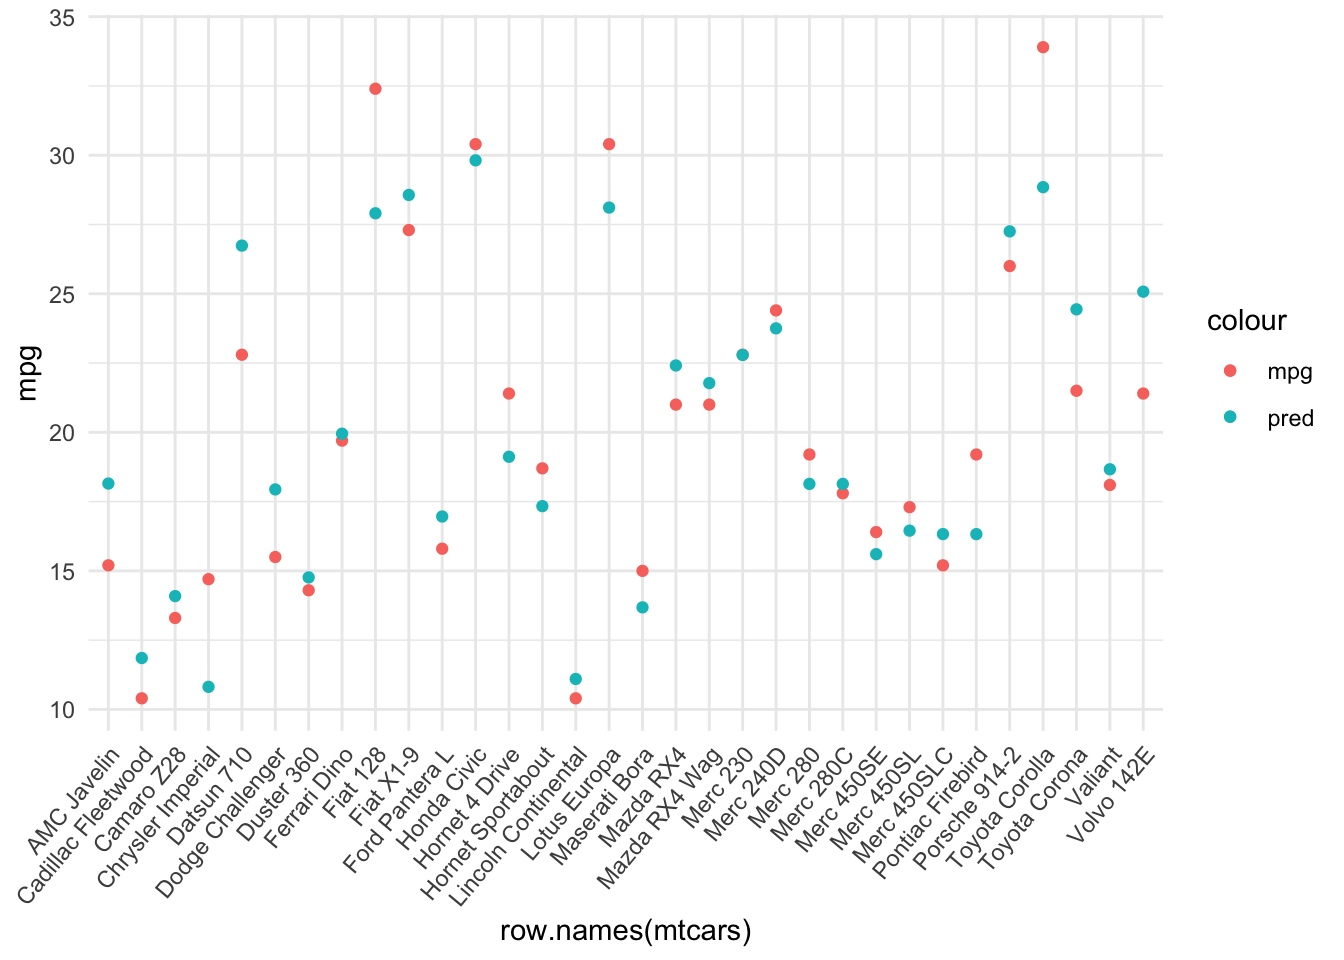 35
30
25
20
15
10
mpg
AMC Javelin
Cadillac Fleetwood
Camaro Z28
Chrysler Imperial
Datsun 710
Dodge Challenger
Duster 360
Ferrari Dino
Fiat 128
Fiat X1-9
Ford Pantera L
Honda Civic
Hornet 4 Drive
Hornet Sportabout
Lincoln Continental
Lotus Europa
Maserati Bora
Mazda RX4
Mazda RX4 Wag
Merc 230
Merc 240D
Merc 280
Merc 280C
Merc 450SE
Merc 450SL
Merc 450SLC
Pontiac Firebird
Porsche 914-2
Toyota Corolla
Toyota Corona
Valiant
Volvo 142E
row.names(mtcars)
colour
mpg
pred